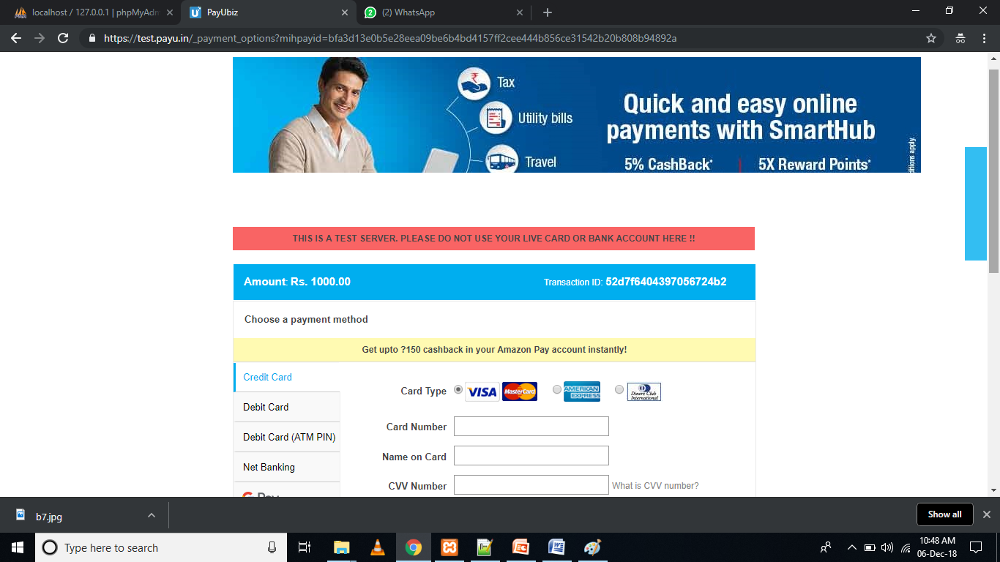 localhost / 127.0.0.1 | phpMyAdm
PayUbiz
(2) WhatsApp
https://test.payu.in/_payment_options?mihpayid=bfa3d13e0b5e28eea09be6b4bd4157ff2cee444b856ce31542b20b808b94892a
Tax
Utility bills
Travel
Quick and easy online
payments with SmartHub
5% CashBack* | 5X Reward Points*
ditions apply.
THIS IS A TEST SERVER. PLEASE DO NOT USE YOUR LIVE CARD OR BANK ACCOUNT HERE !!
Amount: Rs. 1000.00
Transaction ID: 52d7f6404397056724b2
Choose a payment method
Get upto ?150 cashback in your Amazon Pay account instantly!
Credit Card
Debit Card
Debit Card (ATM PIN)
Net Banking
G Pay
Card Type
VISA
MasterCard
AMERICAN EXPRESS
Diners Club International
Card Number
Name on Card
CVV Number
What is CVV number?
b7.jpg
Show all
Type here to search
10:48 AM
06-Dec-18